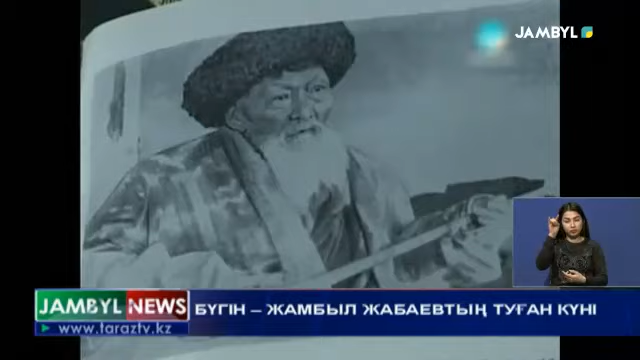 JAMBYL
JAMBYL NEWS
БҮГІН – ЖАМБЫЛ ЖАБАЕВТЫҢ ТУҒАН КҮНІ
www.taraztv.kz